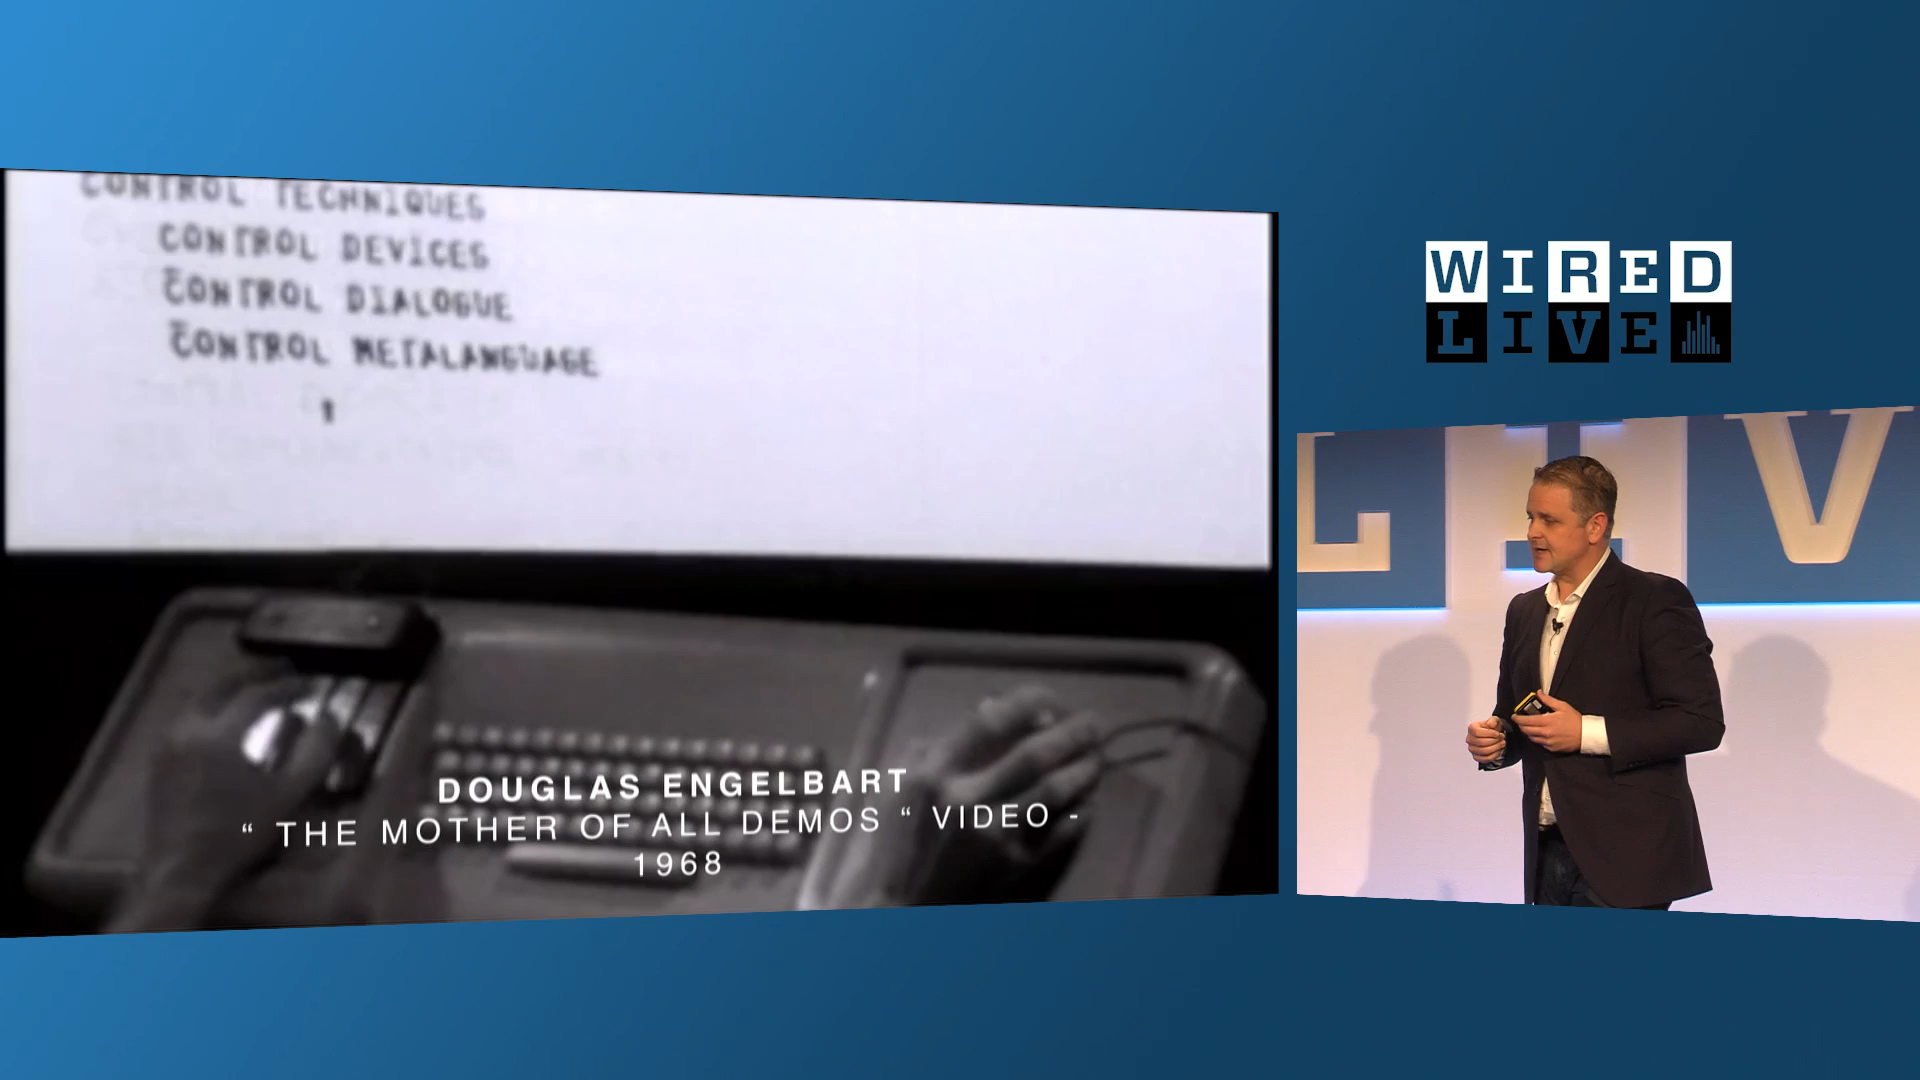 CONTROL TECHNIQUES
CONTROL DEVICES
CONTROL DIALOGUE
CONTROL METALANGUAGE
DOUGLAS ENGELBART
“ THE MOTHER OF ALL DEMOS “ VIDEO -
1968
WIRED
LIVE
L I V